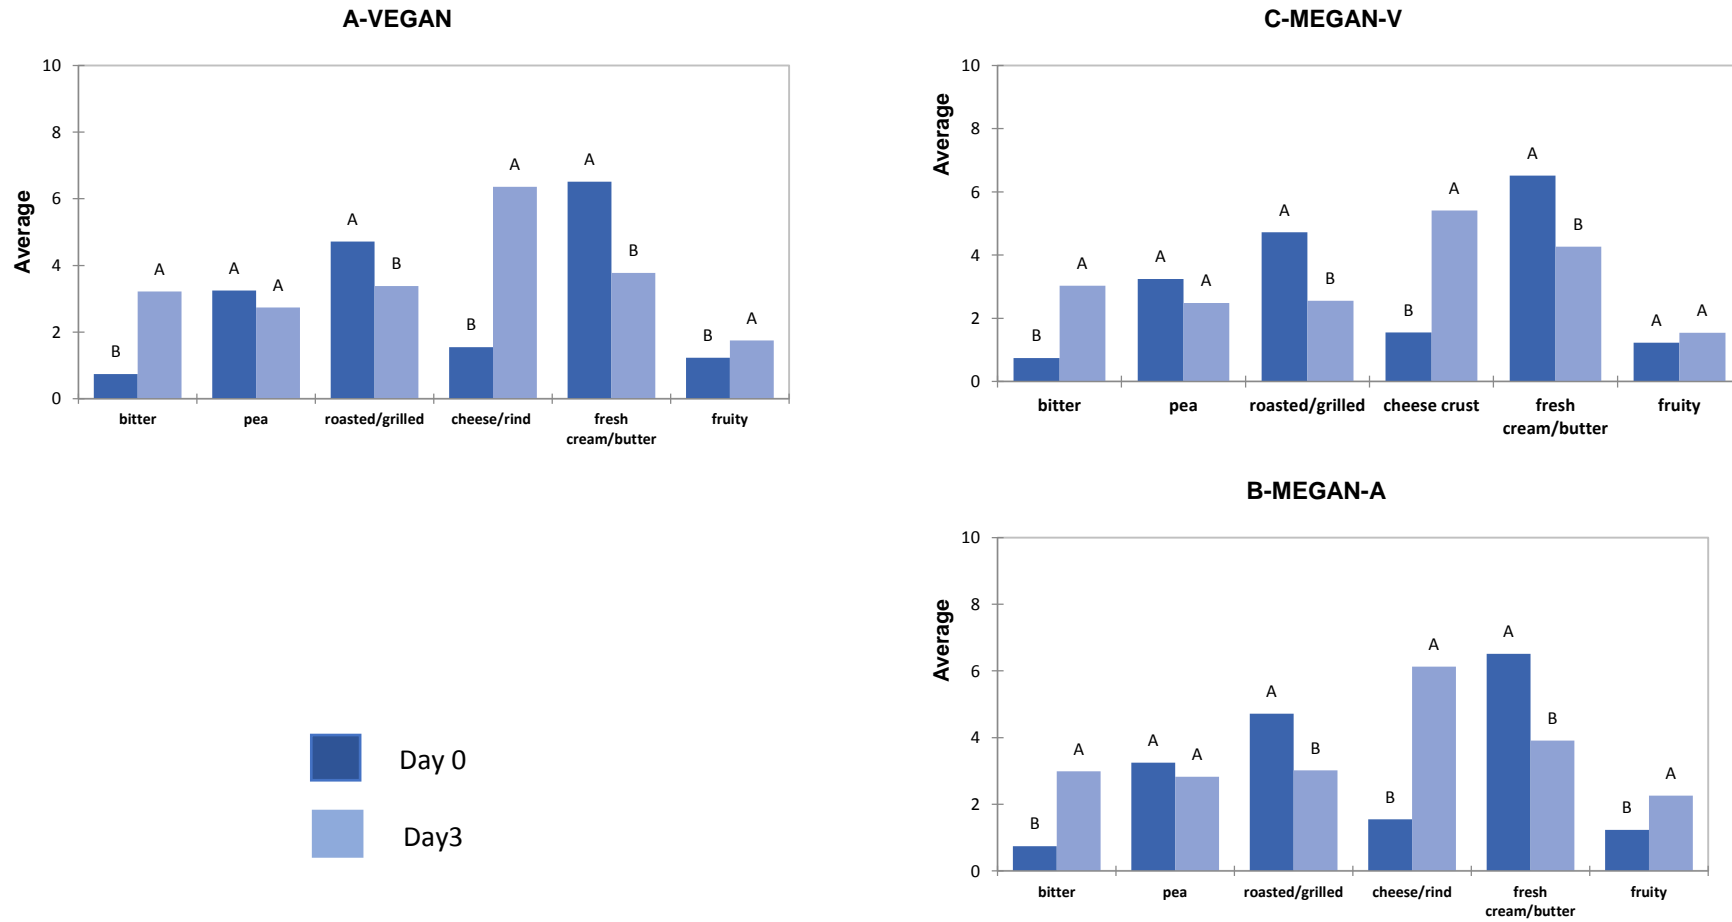 A-VEGAN
10
8
6
4
2
0
Average
B A A A A B B A A B B A
bitter pea roasted/grilled cheese/rind fresh fruity
cream/butter
C-MEGAN-V
10
8
6
4
2
0
Average
B A A A A B B A A B A A
bitter pea roasted/grilled cheese crust fresh fruity
cream/butter
B-MEGAN-A
10
8
6
4
2
0
Average
B A A A A B B A A B B A
bitter pea roasted/grilled cheese/rind fresh fruity
cream/butter
Day 0
Day3